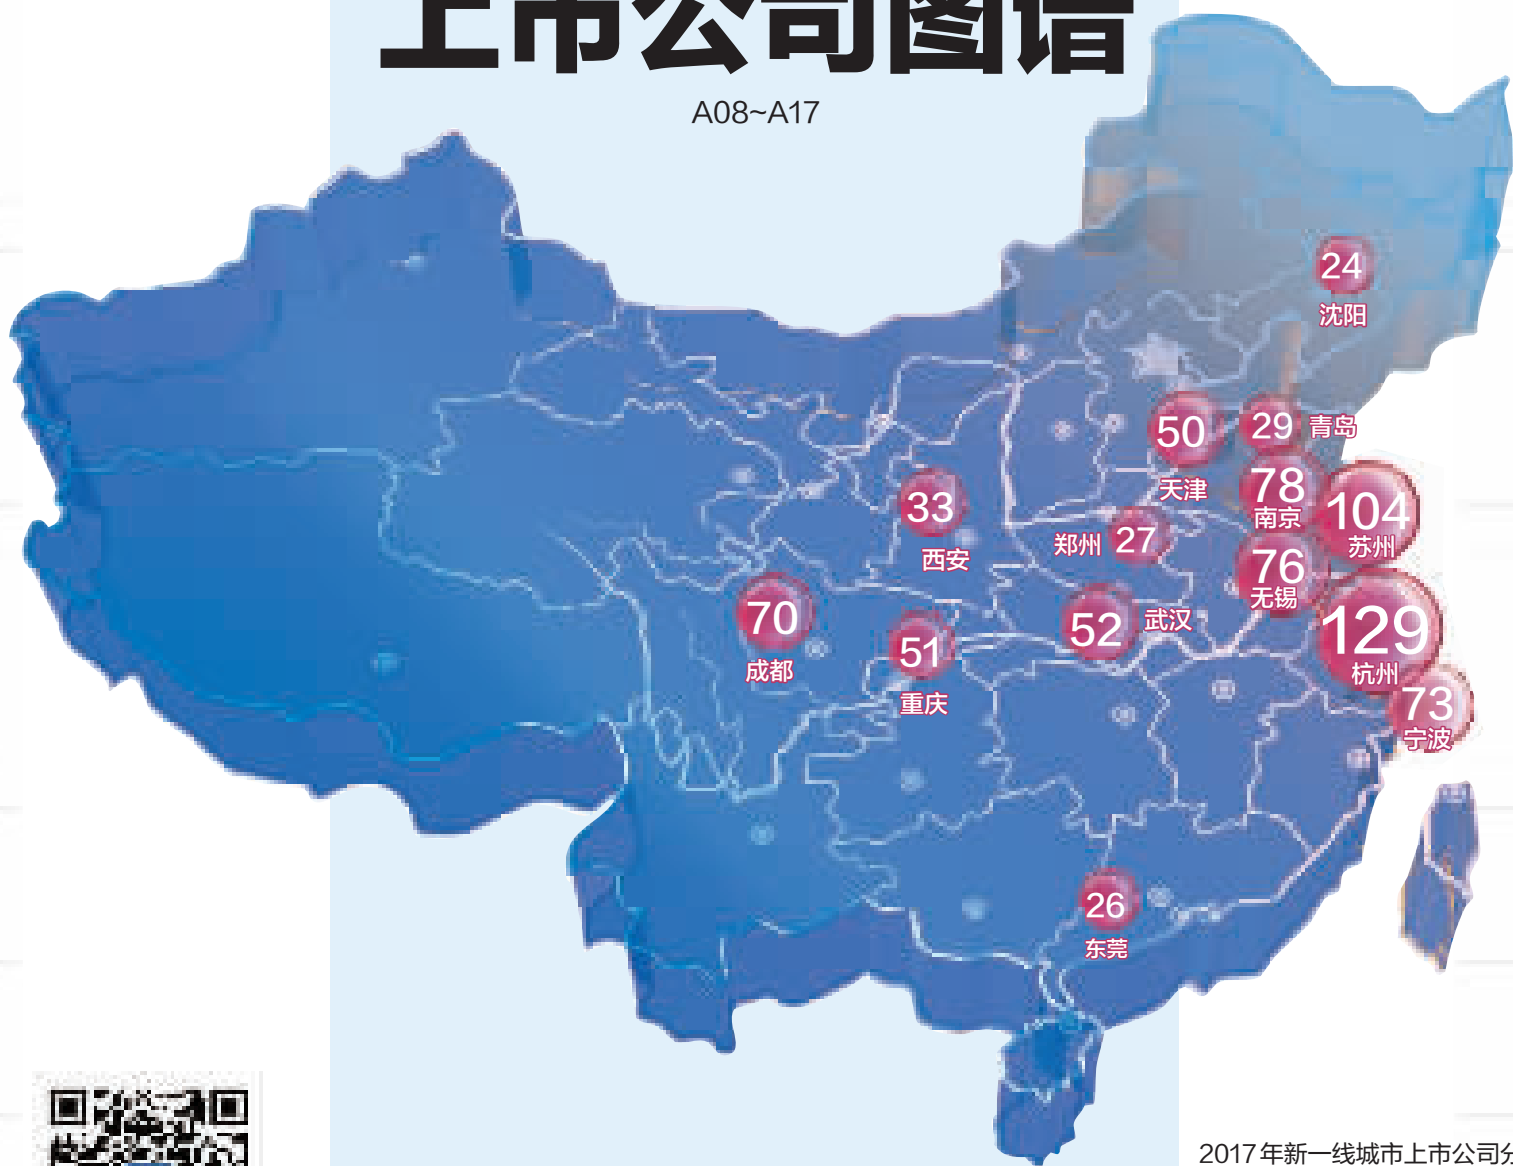 上市公司图谱
A08~A17
24
沈阳
50
天津
29 青岛
78
南京
104
苏州
33
西安
郑州 27
76
无锡
70
成都
51
重庆
52 武汉
129
杭州
73
宁波
26
东莞
2017年新一线城市上市公司分